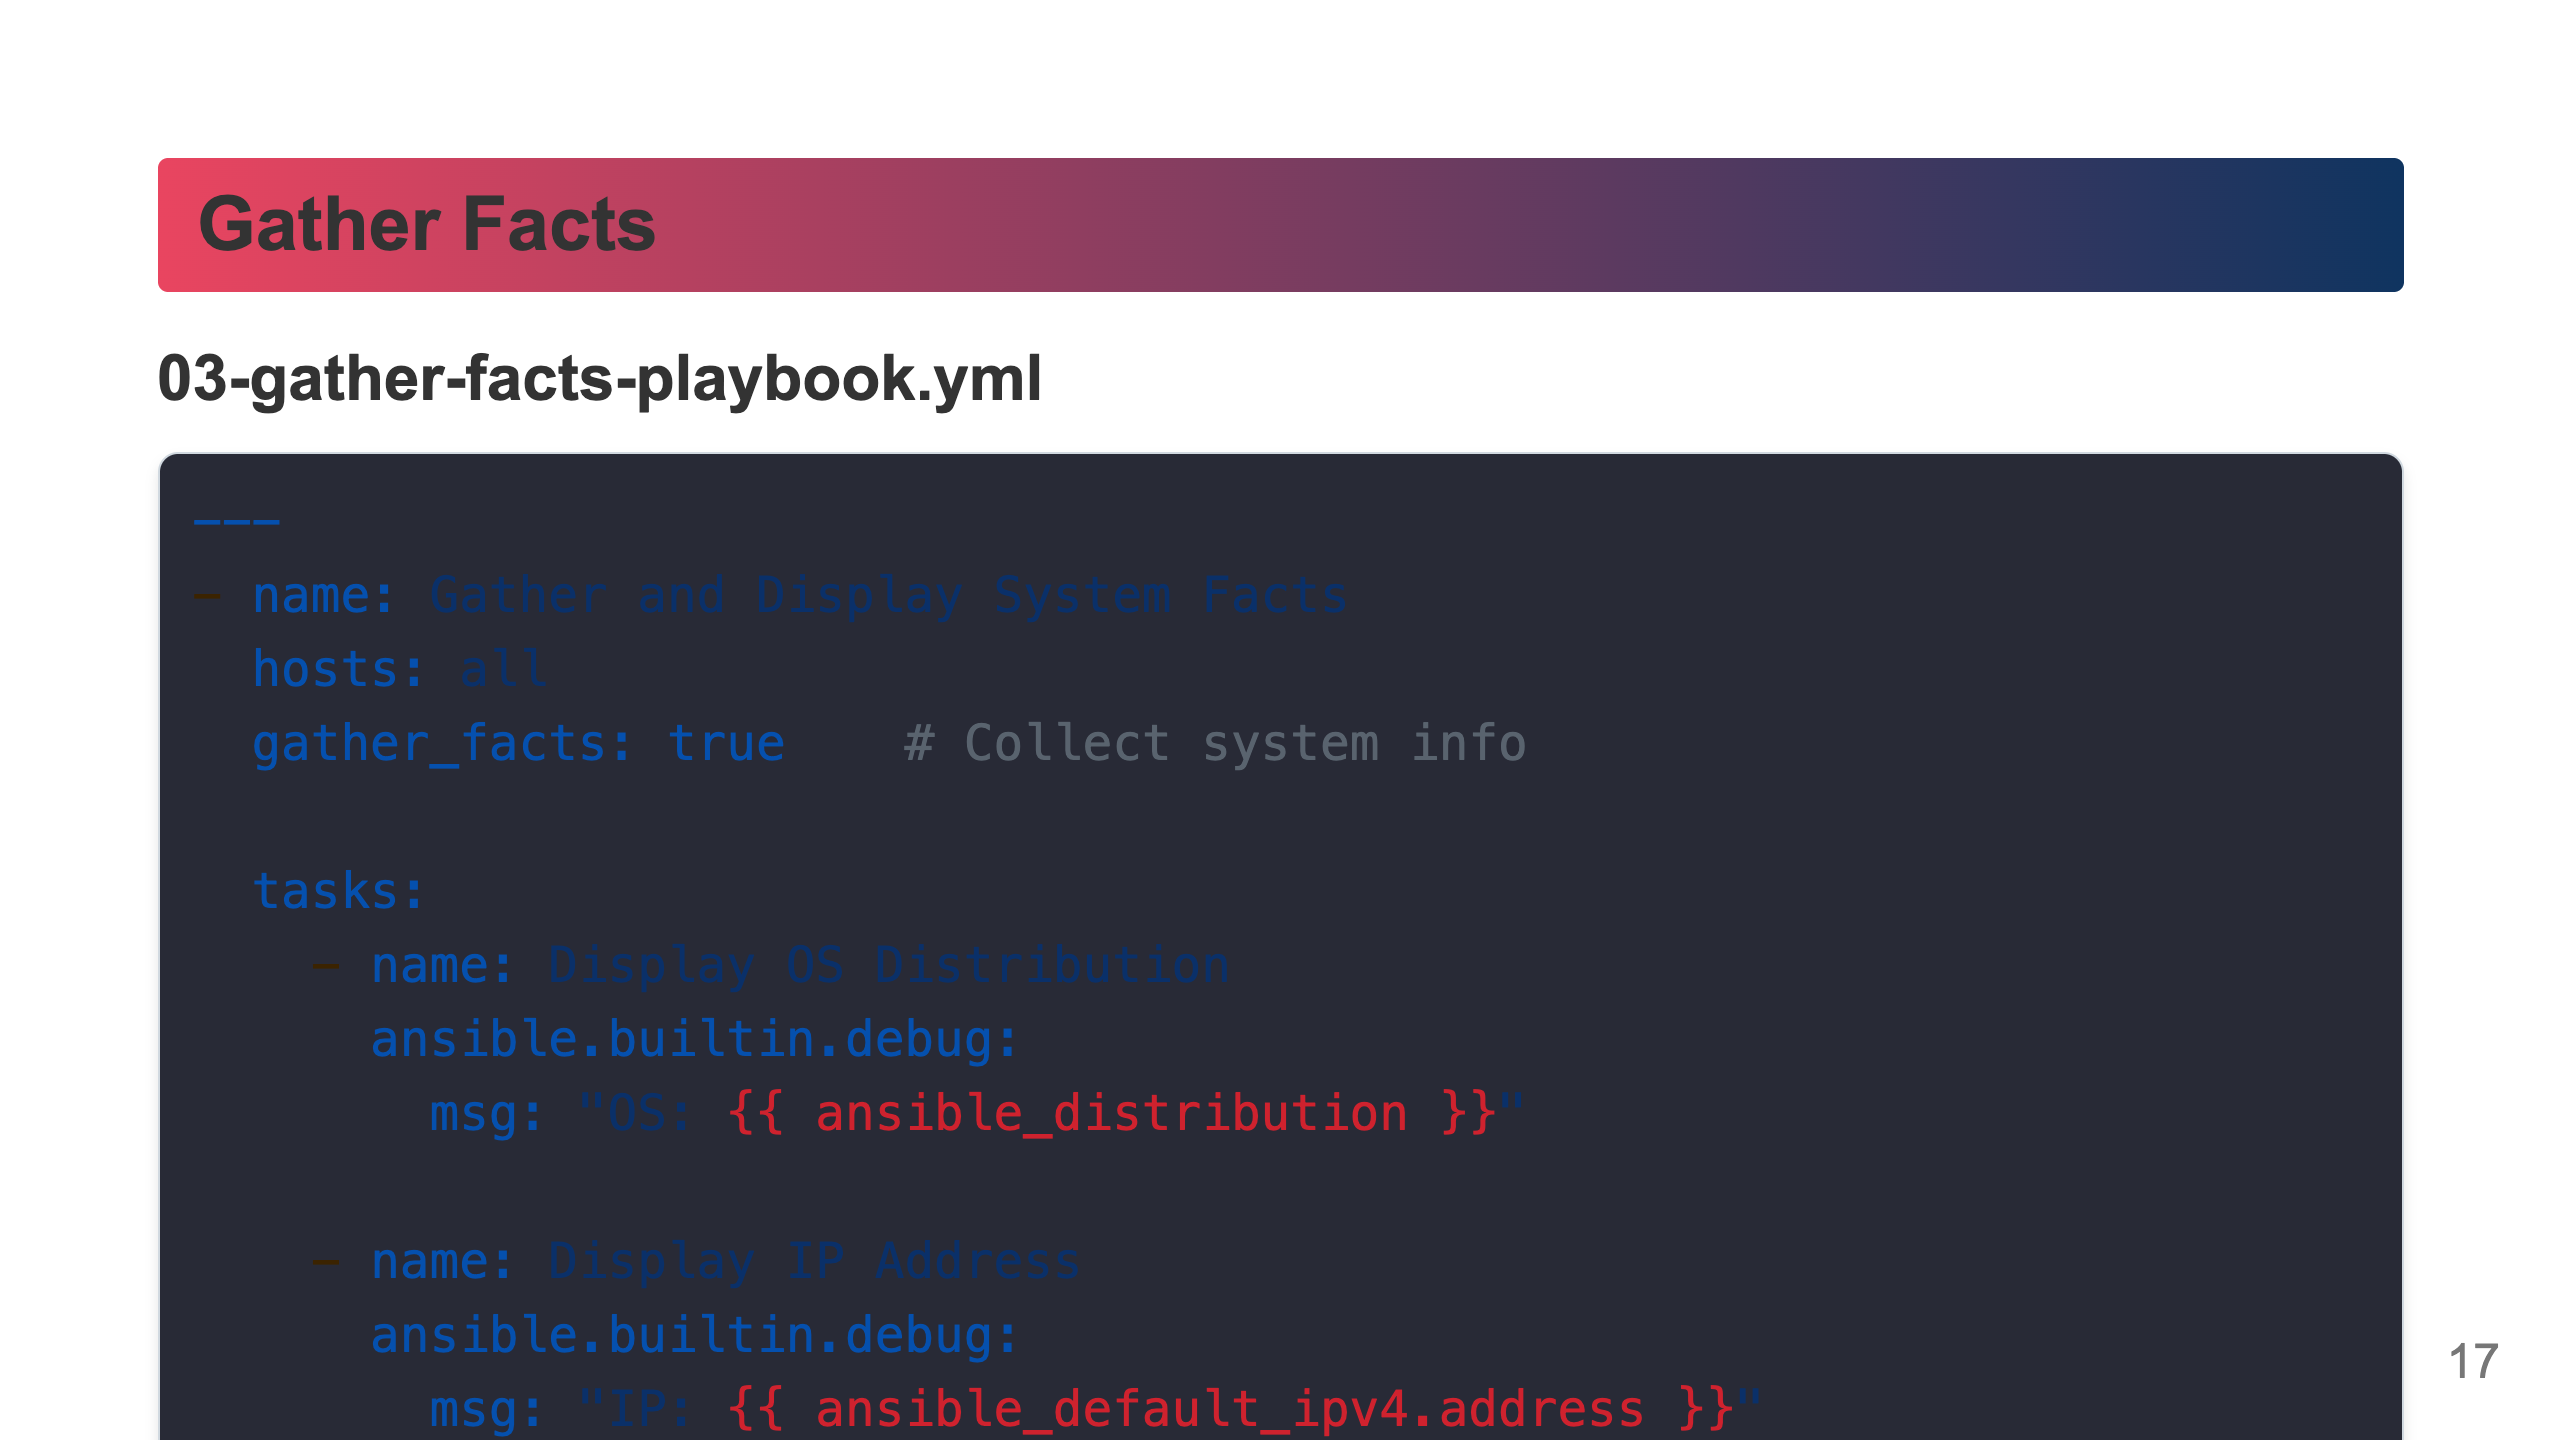 Gather Facts
03-gather-facts-playbook.yml
---
- name: Gather and Display System Facts
  hosts: all
  gather_facts: true    # Collect system info

  tasks:
    - name: Display OS Distribution
      ansible.builtin.debug:
        msg: "OS: {{ ansible_distribution }}"

    - name: Display IP Address
      ansible.builtin.debug:
        msg: "IP: {{ ansible_default_ipv4.address }}"
17